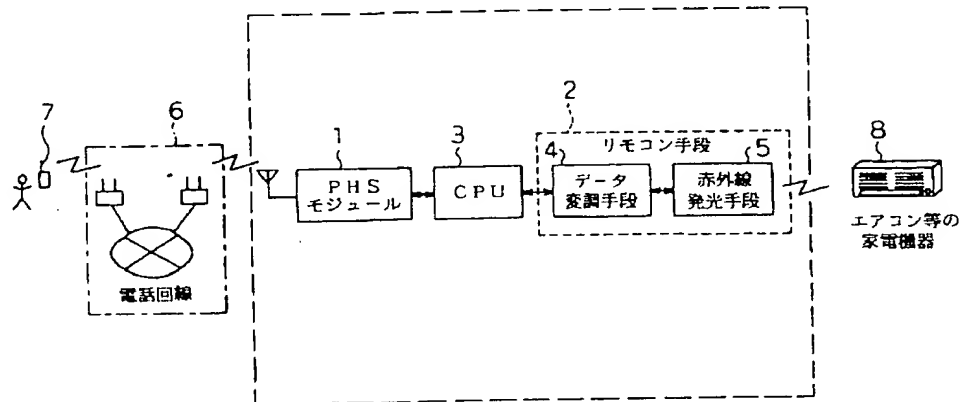 7
6
電話回線
1
PHS
モジュール
3
CPU
2
リモコン手段
4
データ
変調手段
5
赤外線
発光手段
8
エアコン等の
家電機器